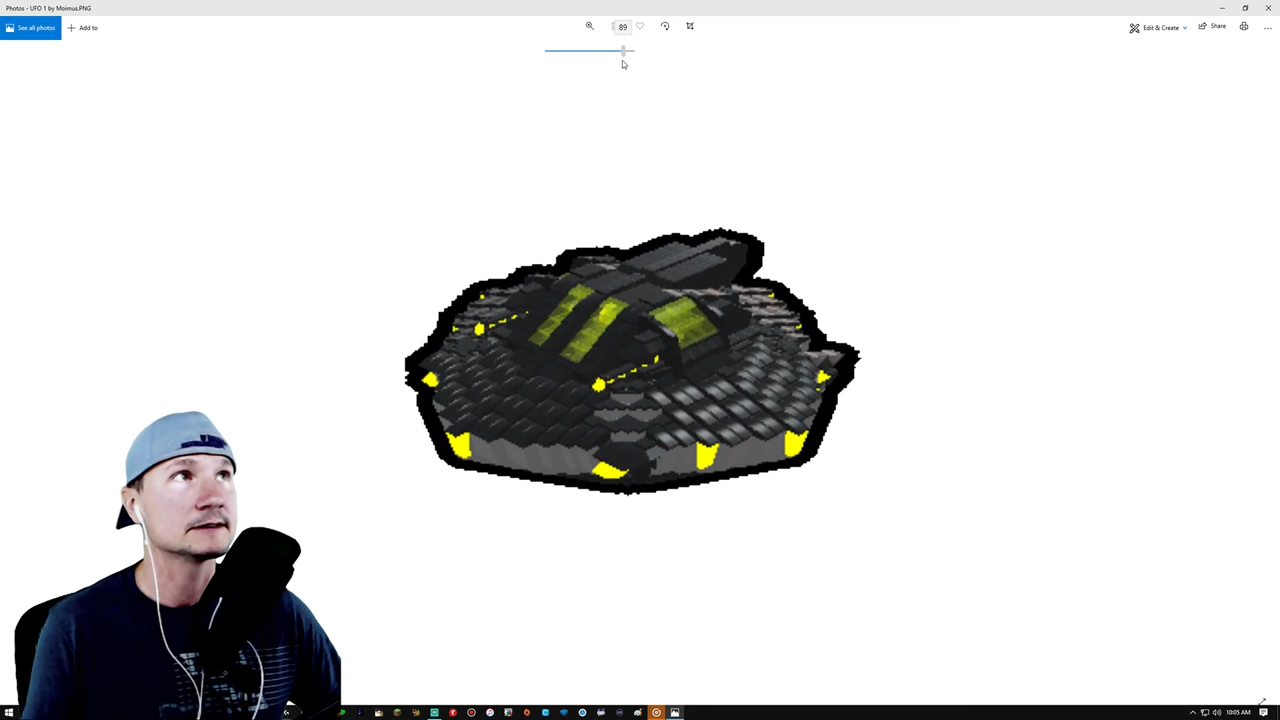 Photos - UFO 1 by Moimus.PNG
See all photos
Add to
89
Edit & Create
Share
10:05 AM